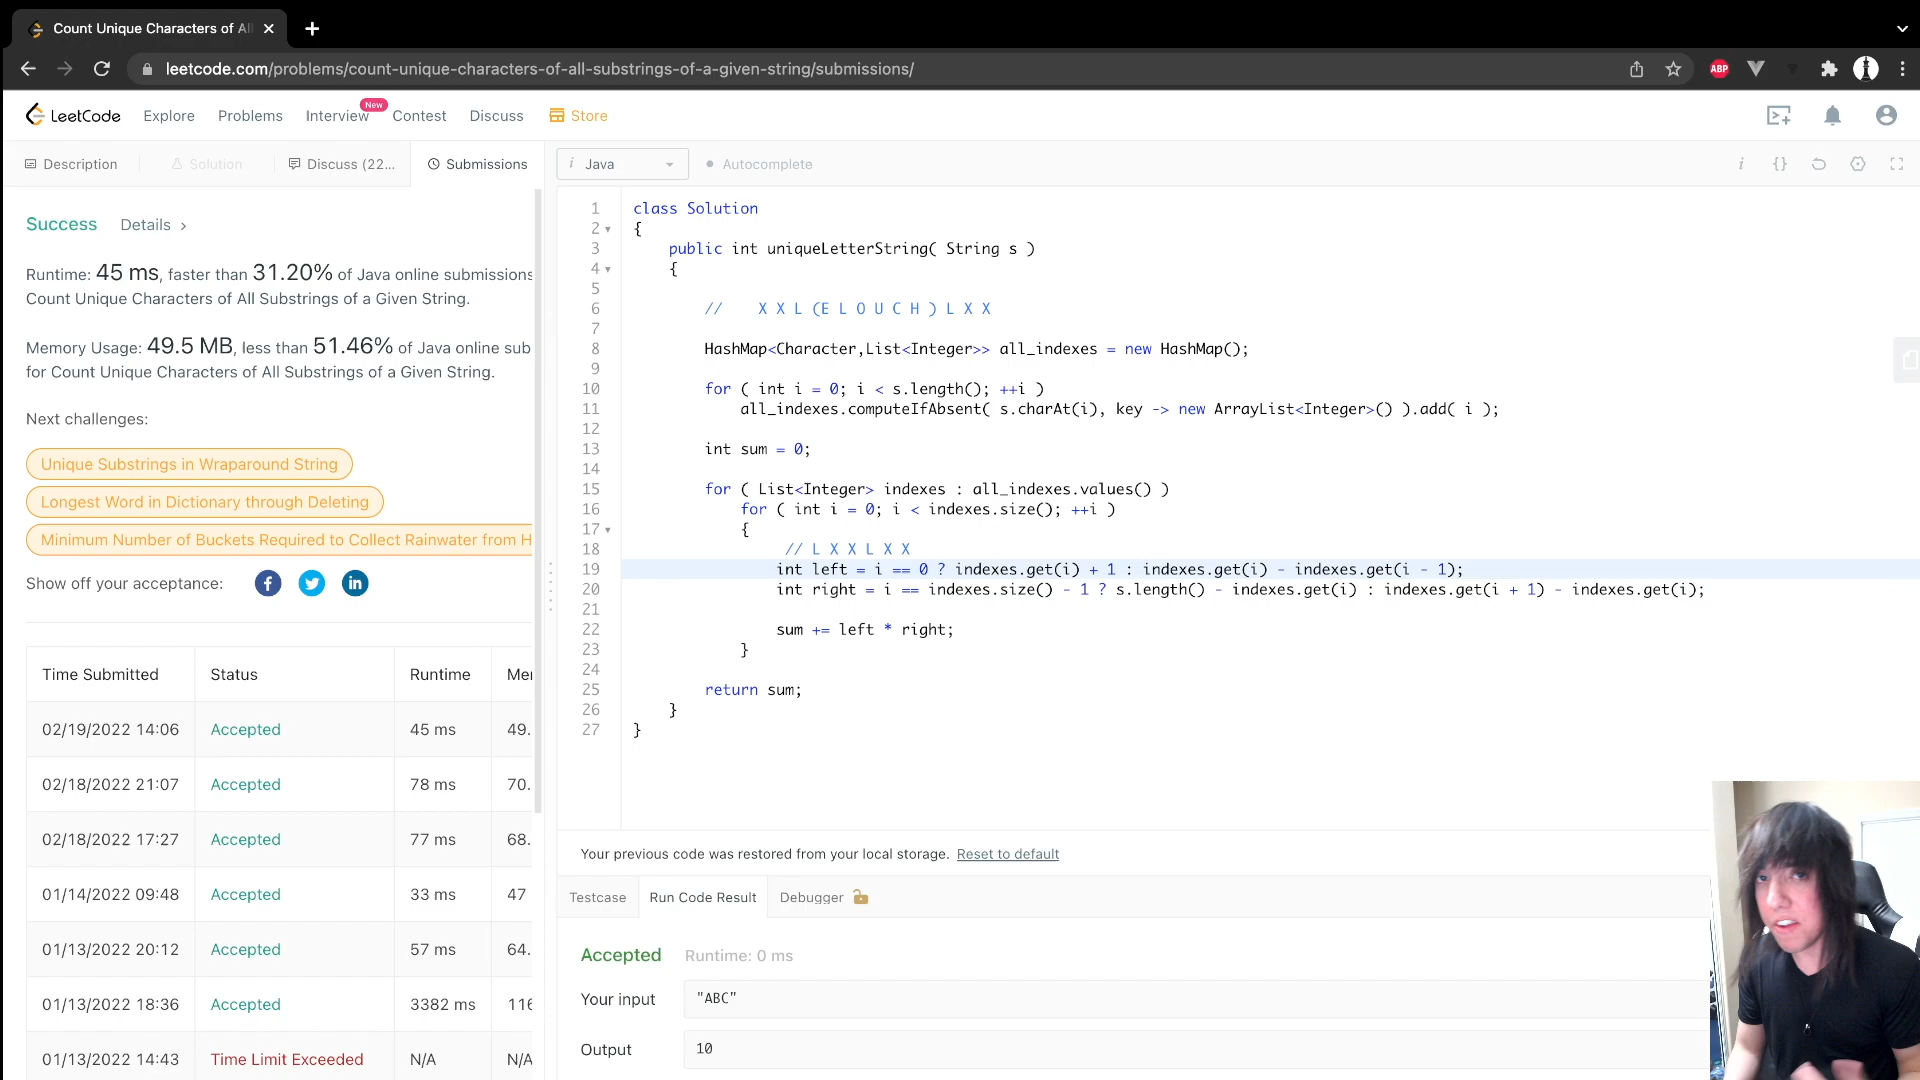 Count Unique Characters of Al
leetcode.com/problems/count-unique-characters-of-all-substrings-of-a-given-string/submissions/
ABP
LeetCode
Explore
Problems
Interview
New
Contest
Discuss
Store
Description
Solution
Discuss (22...
Submissions
i Java
Autocomplete
i {}
Success
Details >
Runtime: 45 ms, faster than 31.20% of Java online submissions
Count Unique Characters of All Substrings of a Given String.
Memory Usage: 49.5 MB, less than 51.46% of Java online sub
for Count Unique Characters of All Substrings of a Given String.
Next challenges:
Unique Substrings in Wraparound String
Longest Word in Dictionary through Deleting
Minimum Number of Buckets Required to Collect Rainwater from H
Show off your acceptance:
f
in
Time Submitted Status Runtime Me
02/19/2022 14:06 Accepted 45 ms 49.
02/18/2022 21:07 Accepted 78 ms 70.
02/18/2022 17:27 Accepted 77 ms 68.
01/14/2022 09:48 Accepted 33 ms 47
01/13/2022 20:12 Accepted 57 ms 64.
01/13/2022 18:36 Accepted 3382 ms 116
01/13/2022 14:43 Time Limit Exceeded N/A N/A
1 class Solution
2 {
3 public int uniqueLetterString( String s )
4 {
5
6 // X X L (E L O U C H ) L X X
7
8 HashMap<Character,List<Integer>> all_indexes = new HashMap();
9
10 for ( int i = 0; i < s.length(); ++i )
11 all_indexes.computeIfAbsent( s.charAt(i), key -> new ArrayList<Integer>() ).add( i );
12
13 int sum = 0;
14
15 for ( List<Integer> indexes : all_indexes.values() )
16 for ( int i = 0; i < indexes.size(); ++i )
17 {
18 // L X X L X X
19 int left = i == 0 ? indexes.get(i) + 1 : indexes.get(i) - indexes.get(i - 1);
20 int right = i == indexes.size() - 1 ? s.length() - indexes.get(i) : indexes.get(i + 1) - indexes.get(i);
21
22 sum += left * right;
23 }
24
25 return sum;
26 }
27 }
Your previous code was restored from your local storage. Reset to default
Testcase
Run Code Result
Debugger
Accepted Runtime: 0 ms
Your input "ABC"
Output 10